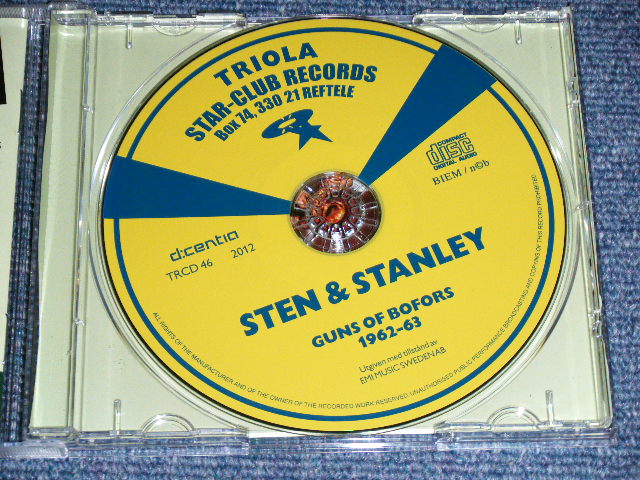 TRIOLA
STAR-CLUB RECORDS
Box 74, 330 21 REFTELE
COMPACT
disc
DIGITAL AUDIO
BIEM / n©b
d:centia
TRCD 46 2012
STEN & STANLEY
GUNS OF BOFORS
1962-63
Utgiven med tillstånd av
EMI MUSIC SWEDEN AB
ALL RIGHTS OF THE MANUFACTURER AND OF THE OWNER OF THE RECORDED WORK RESERVED. UNAUTHORISED PUBLIC PERFORMANCE BROADCASTING AND COPYING OF THIS RECORD PROHIBITED